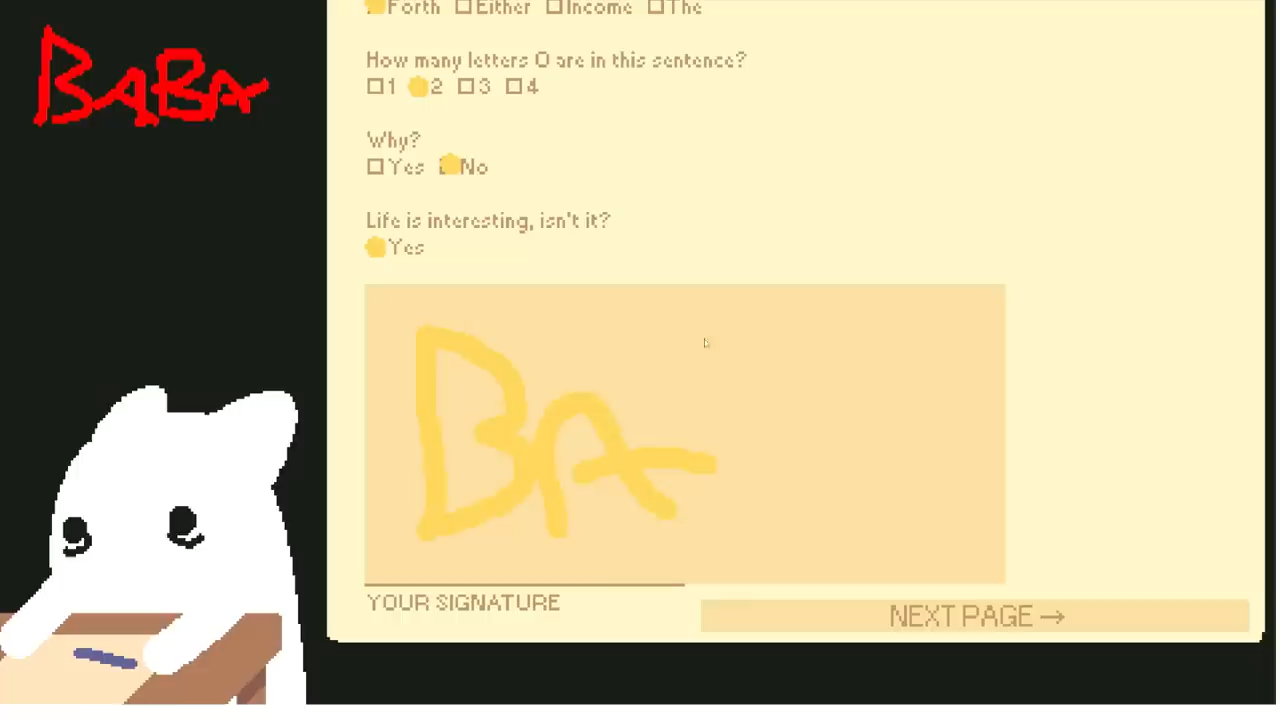 BABA
Forth Either Income The
How many letters O are in this sentence?
1 2 3 4
Why?
Yes No
Life is interesting, isn't it?
Yes
BA
YOUR SIGNATURE
NEXT PAGE →